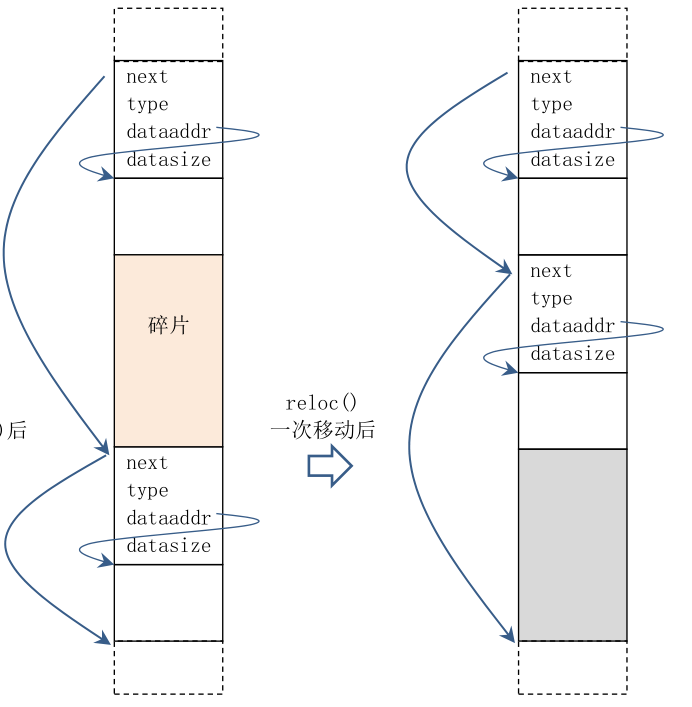 next
type
dataaddr
datasize
碎片
)后
next
type
dataaddr
datasize
reloc()
一次移动后
next
type
dataaddr
datasize
next
type
dataaddr
datasize